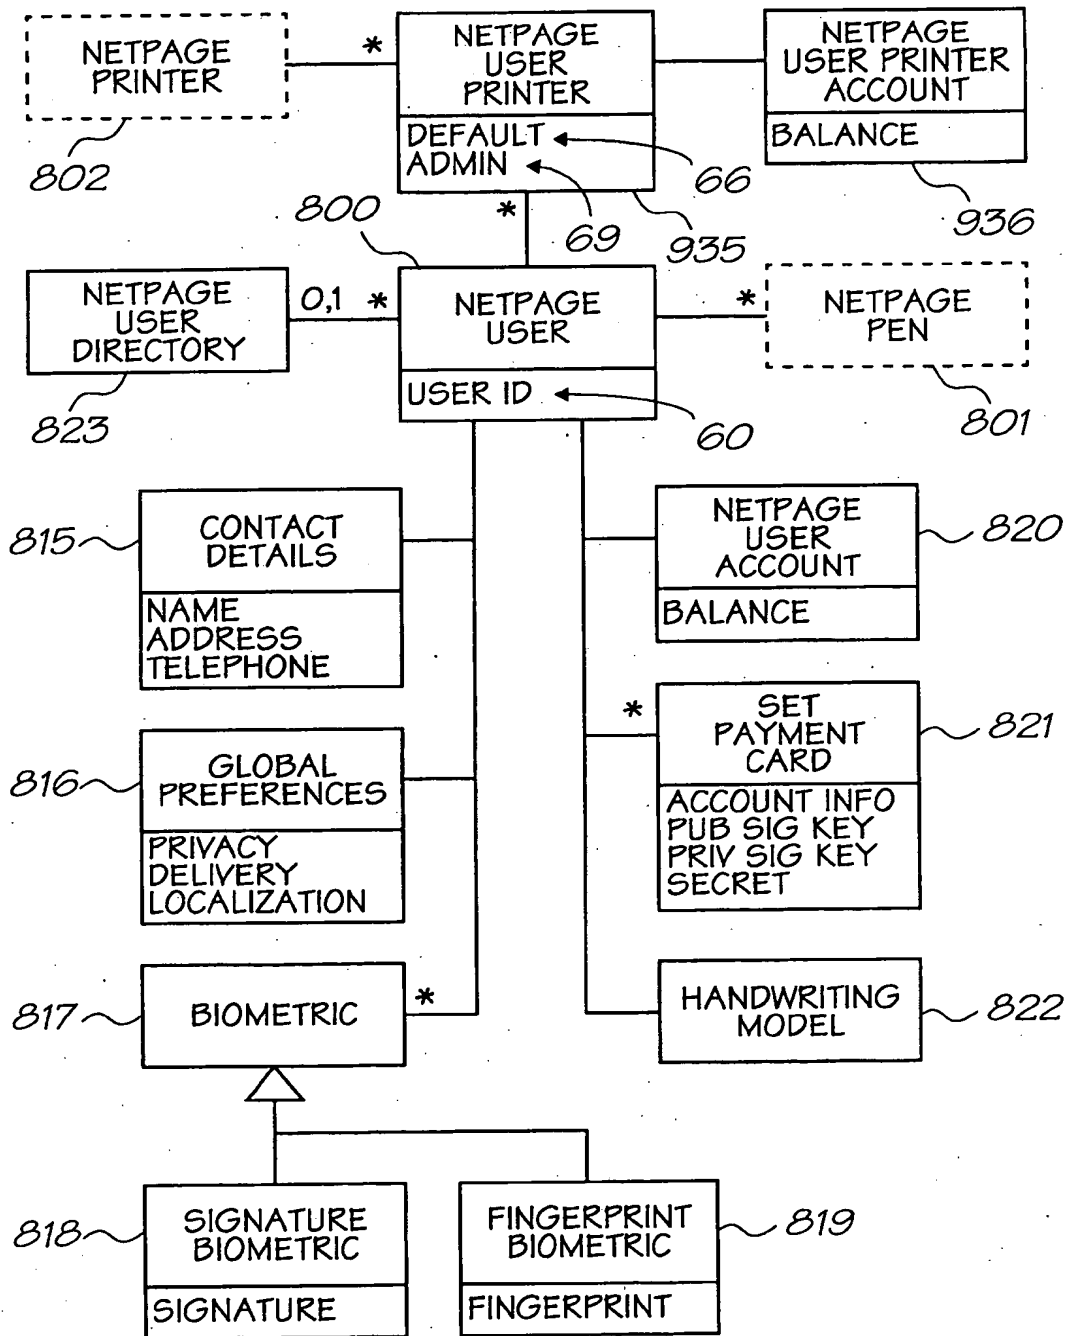 NETPAGE
PRINTER
802
*
NETPAGE
USER
PRINTER
DEFAULT
ADMIN
66
69
935
*
NETPAGE
USER PRINTER
ACCOUNT
BALANCE
936
800
NETPAGE
USER
DIRECTORY
823
0,1 *
NETPAGE
USER
USER ID
60
*
NETPAGE
PEN
801
815
CONTACT
DETAILS
NAME
ADDRESS
TELEPHONE
NETPAGE
USER
ACCOUNT
BALANCE
820
816
GLOBAL
PREFERENCES
PRIVACY
DELIVERY
LOCALIZATION
*
SET
PAYMENT
CARD
ACCOUNT INFO
PUB SIG KEY
PRIV SIG KEY
SECRET
821
817
BIOMETRIC
*
HANDWRITING
MODEL
822
818
SIGNATURE
BIOMETRIC
SIGNATURE
FINGERPRINT
BIOMETRIC
FINGERPRINT
819